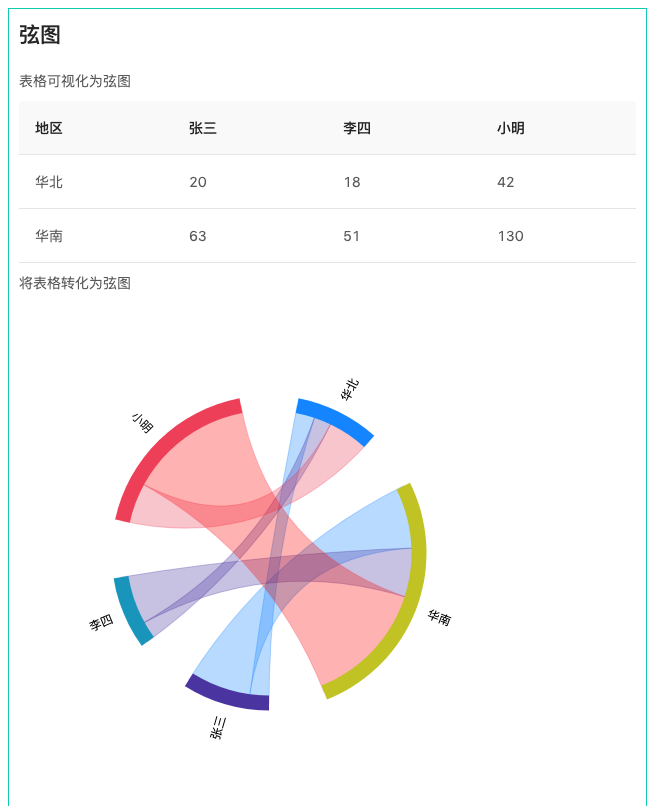 弦图
表格可视化为弦图
地区 张三 李四 小明
华北 20 18 42
华南 63 51 130
将表格转化为弦图
华北
小明
华南
李四
张三